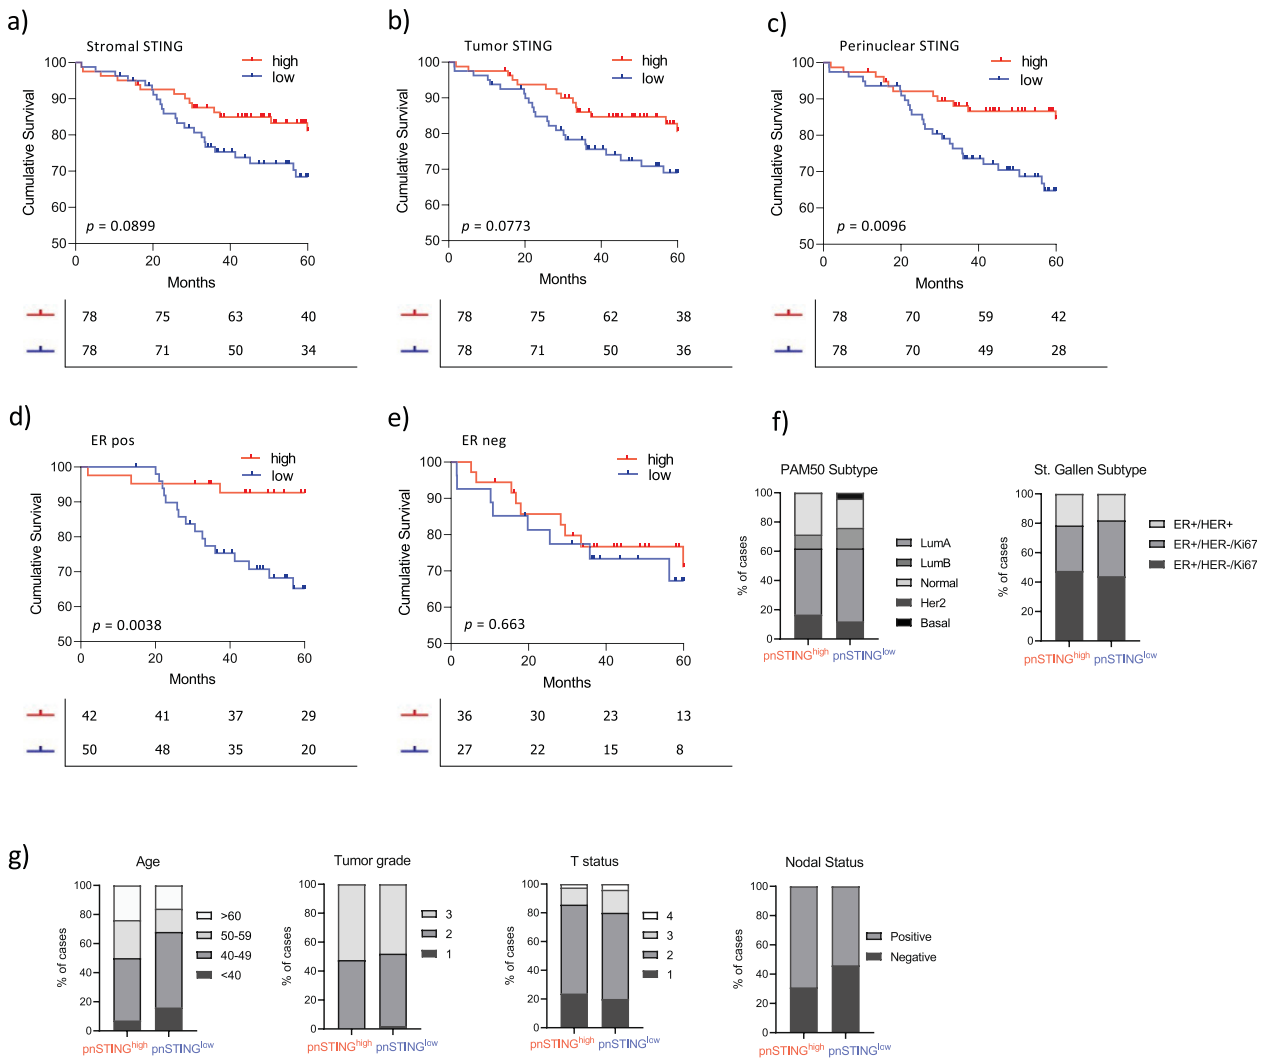 a)
Stromal STING
high
low
100
90
80
70
60
50
Cumulative Survival
p = 0.0899
0 20 40 60
Months
78 75 63 40
78 71 50 34
b)
Tumor STING
high
low
100
90
80
70
60
50
Cumulative Survival
p = 0.0773
0 20 40 60
Months
78 75 62 38
78 71 50 36
c)
Perinuclear STING
high
low
100
90
80
70
60
50
Cumulative Survival
p = 0.0096
0 20 40 60
Months
78 70 59 42
78 70 49 28
d)
ER pos
high
low
100
90
80
70
60
50
Cumulative Survival
p = 0.0038
0 20 40 60
Months
42 41 37 29
50 48 35 20
e)
ER neg
high
low
100
90
80
70
60
50
Cumulative Survival
p = 0.663
0 20 40 60
Months
36 30 23 13
27 22 15 8
f)
PAM50 Subtype
100
80
60
40
20
0
% of cases
LumA
LumB
Normal
Her2
Basal
pnSTINGhigh pnSTINGlow
St. Gallen Subtype
100
80
60
40
20
0
% of cases
ER+/HER+
ER+/HER-/Ki67
ER+/HER-/Ki67
pnSTINGhigh pnSTINGlow
g)
Age
100
80
60
40
20
0
% of cases
>60
50-59
40-49
<40
pnSTINGhigh pnSTINGlow
Tumor grade
100
80
60
40
20
0
% of cases
3
2
1
pnSTINGhigh pnSTINGlow
T status
100
80
60
40
20
0
% of cases
4
3
2
1
pnSTINGhigh pnSTINGlow
Nodal Status
100
80
60
40
20
0
% of cases
Positive
Negative
pnSTINGhigh pnSTINGlow